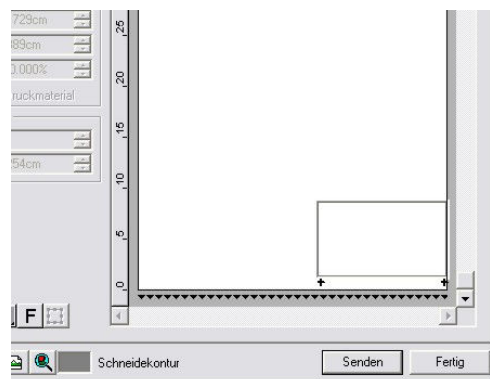 729cm
25
89cm
0.000%
20
ruckmaterial
15
54cm
10
5
0
F
Schneidekontur
Senden
Fertig